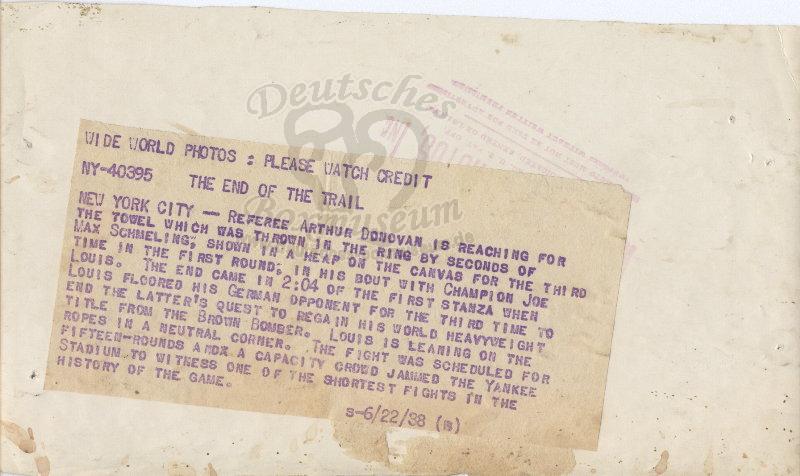 Deutsches
Boxmuseum
WIDE WORLD PHOTOS : PLEASE WATCH CREDIT
NY-40395 THE END OF THE TRAIL
NEW YORK CITY — REFEREE ARTHUR DONOVAN IS REACHING FOR
THE TOWEL WHICH WAS THROWN IN THE RING BY SECONDS OF
MAX SCHMELING, SHOWN IN A HEAP ON THE CANVAS FOR THE THIRD
TIME IN THE FIRST ROUND, IN HIS BOUT WITH CHAMPION JOE
LOUIS. THE END CAME IN 2:04 OF THE FIRST STANZA WHEN
LOUIS FLOORED HIS GERMAN OPPONENT FOR THE THIRD TIME TO
END THE LATTER'S QUEST TO REGAIN HIS WORLD HEAVYWEIGHT
TITLE FROM THE BROWN BOMBER. LOUIS IS LEANING ON THE
ROPES IN A NEUTRAL CORNER. THE FIGHT WAS SCHEDULED FOR
FIFTEEN-ROUNDS ANDX A CAPACITY CROWD JAMMED THE YANKEE
STADIUM TO WITNESS ONE OF THE SHORTEST FIGHTS IN THE
HISTORY OF THE GAME.
S-6/22/38 (B)